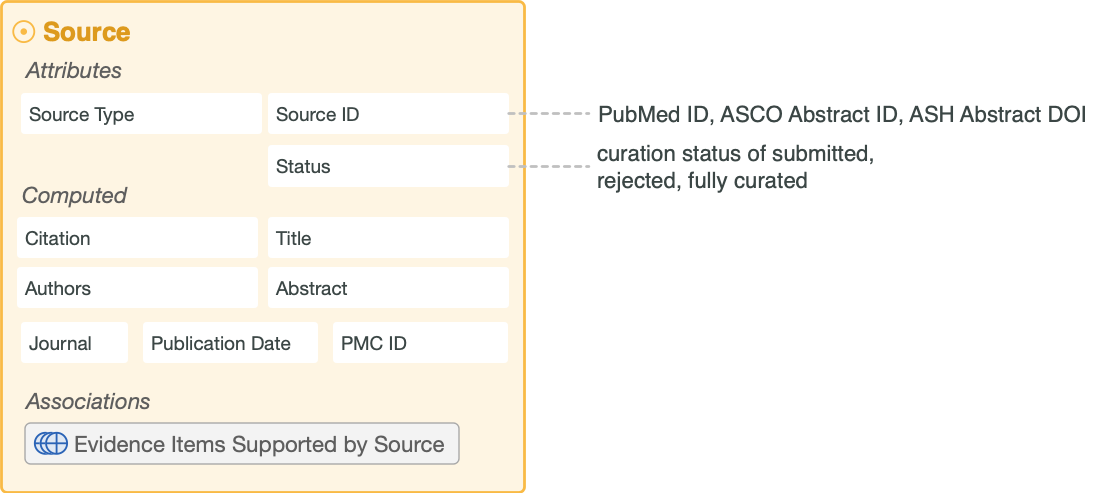 Source
Attributes
Source Type
Source ID
PubMed ID, ASCO Abstract ID, ASH Abstract DOI
Status
curation status of submitted,
rejected, fully curated
Computed
Citation
Title
Authors
Abstract
Journal
Publication Date
PMC ID
Associations
Evidence Items Supported by Source